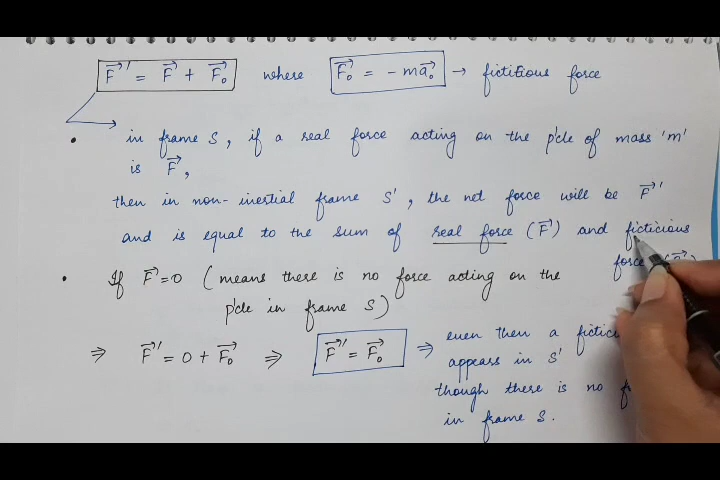 F⃗' = F⃗ + F⃗₀ where F⃗₀ = - ma⃗₀ → fictitious force
• in frame S, if a real force acting on the p'cle of mass 'm'
is F⃗,
then in non-inertial frame S', the net force will be F⃗'
and is equal to the sum of real force (F⃗) and ficticious
force
• If F⃗=0 (means there is no force acting on the
p'cle in frame S)
⇒ F⃗' = 0 + F⃗₀ ⇒ F⃗' = F⃗₀ ⇒ even then a
appears in S'
though there is no
in frame S.